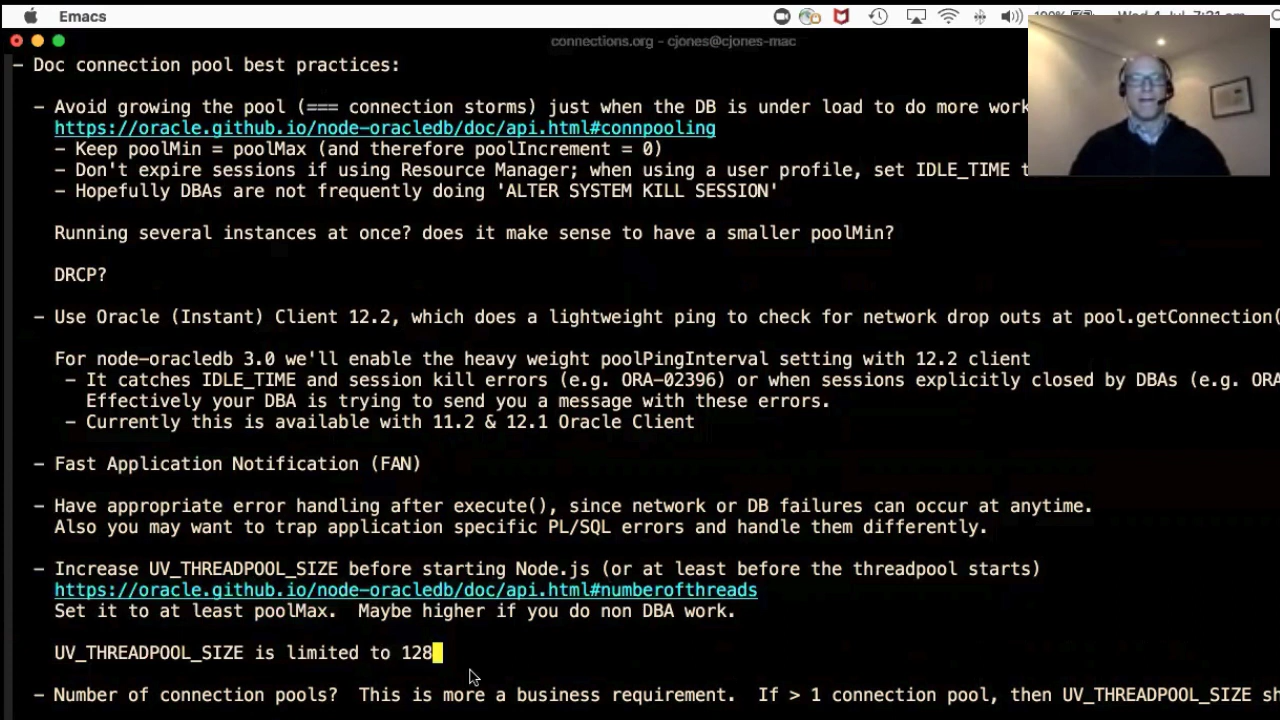 Emacs
connections.org - cjones@cjones-mac
- Doc connection pool best practices:
- Avoid growing the pool (=== connection storms) just when the DB is under load to do more work
https://oracle.github.io/node-oracledb/doc/api.html#connpooling
- Keep poolMin = poolMax (and therefore poolIncrement = 0)
- Don't expire sessions if using Resource Manager; when using a user profile, set IDLE_TIME
- Hopefully DBAs are not frequently doing 'ALTER SYSTEM KILL SESSION'
Running several instances at once? does it make sense to have a smaller poolMin?
DRCP?
- Use Oracle (Instant) Client 12.2, which does a lightweight ping to check for network drop outs at pool.getConnection(
For node-oracledb 3.0 we'll enable the heavy weight poolPingInterval setting with 12.2 client
- It catches IDLE_TIME and session kill errors (e.g. ORA-02396) or when sessions explicitly closed by DBAs (e.g.
Effectively your DBA is trying to send you a message with these errors.
- Currently this is available with 11.2 & 12.1 Oracle Client
- Fast Application Notification (FAN)
- Have appropriate error handling after execute(), since network or DB failures can occur at anytime.
Also you may want to trap application specific PL/SQL errors and handle them differently.
- Increase UV_THREADPOOL_SIZE before starting Node.js (or at least before the threadpool starts)
https://oracle.github.io/node-oracledb/doc/api.html#numberofthreads
Set it to at least poolMax. Maybe higher if you do non DBA work.
UV_THREADPOOL_SIZE is limited to 128
- Number of connection pools? This is more a business requirement. If > 1 connection pool, then UV_THREADPOOL_SIZE